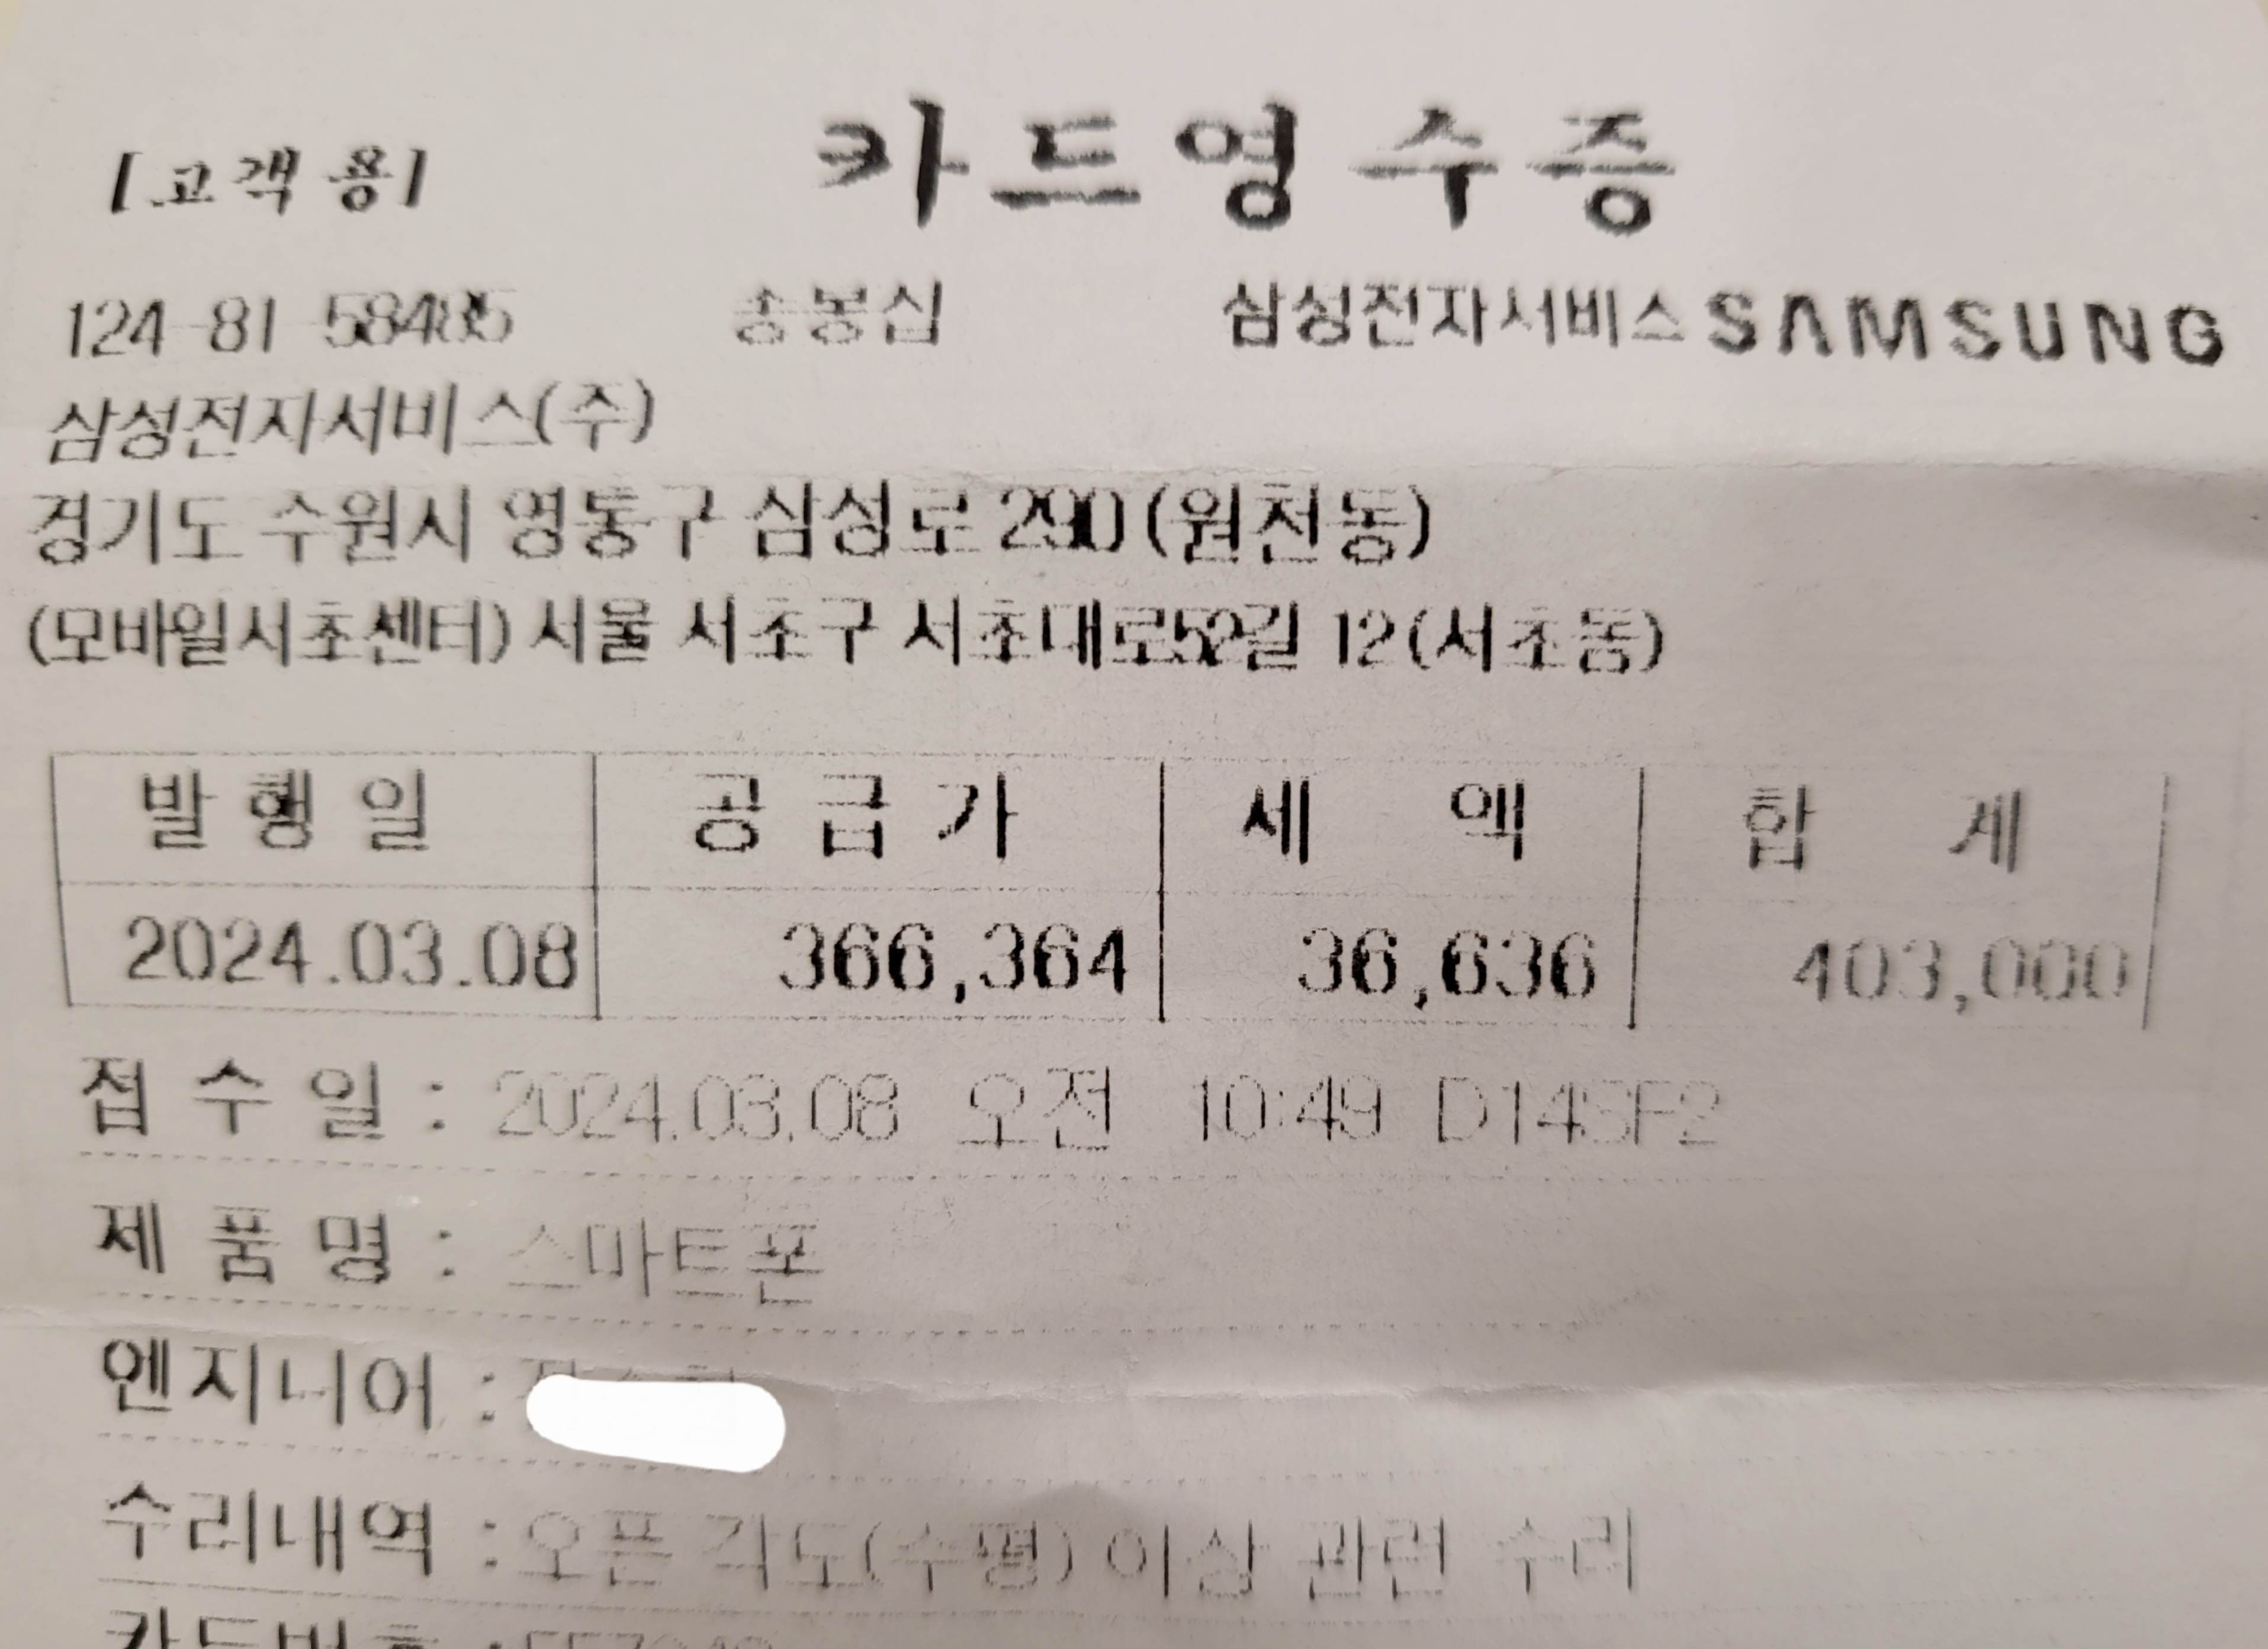 [고객용] 카드영수증
124-81-58485 송봉섭 삼성전자서비스 SAMSUNG
삼성전자서비스(주)
경기도 수원시 영통구 삼성로 290 (원천동)
(모바일서초센터) 서울 서초구 서초대로52길 12 (서초동)
발행일 공급가 세액 합계
2024.03.08 366,364 36,636 403,000
접수일 : 2024.03.08 오전 10:49
제품명 : 스마트폰
엔지니어 :
수리내역 : 오픈 각도(수평) 이상 관련 수리
카드번호 :